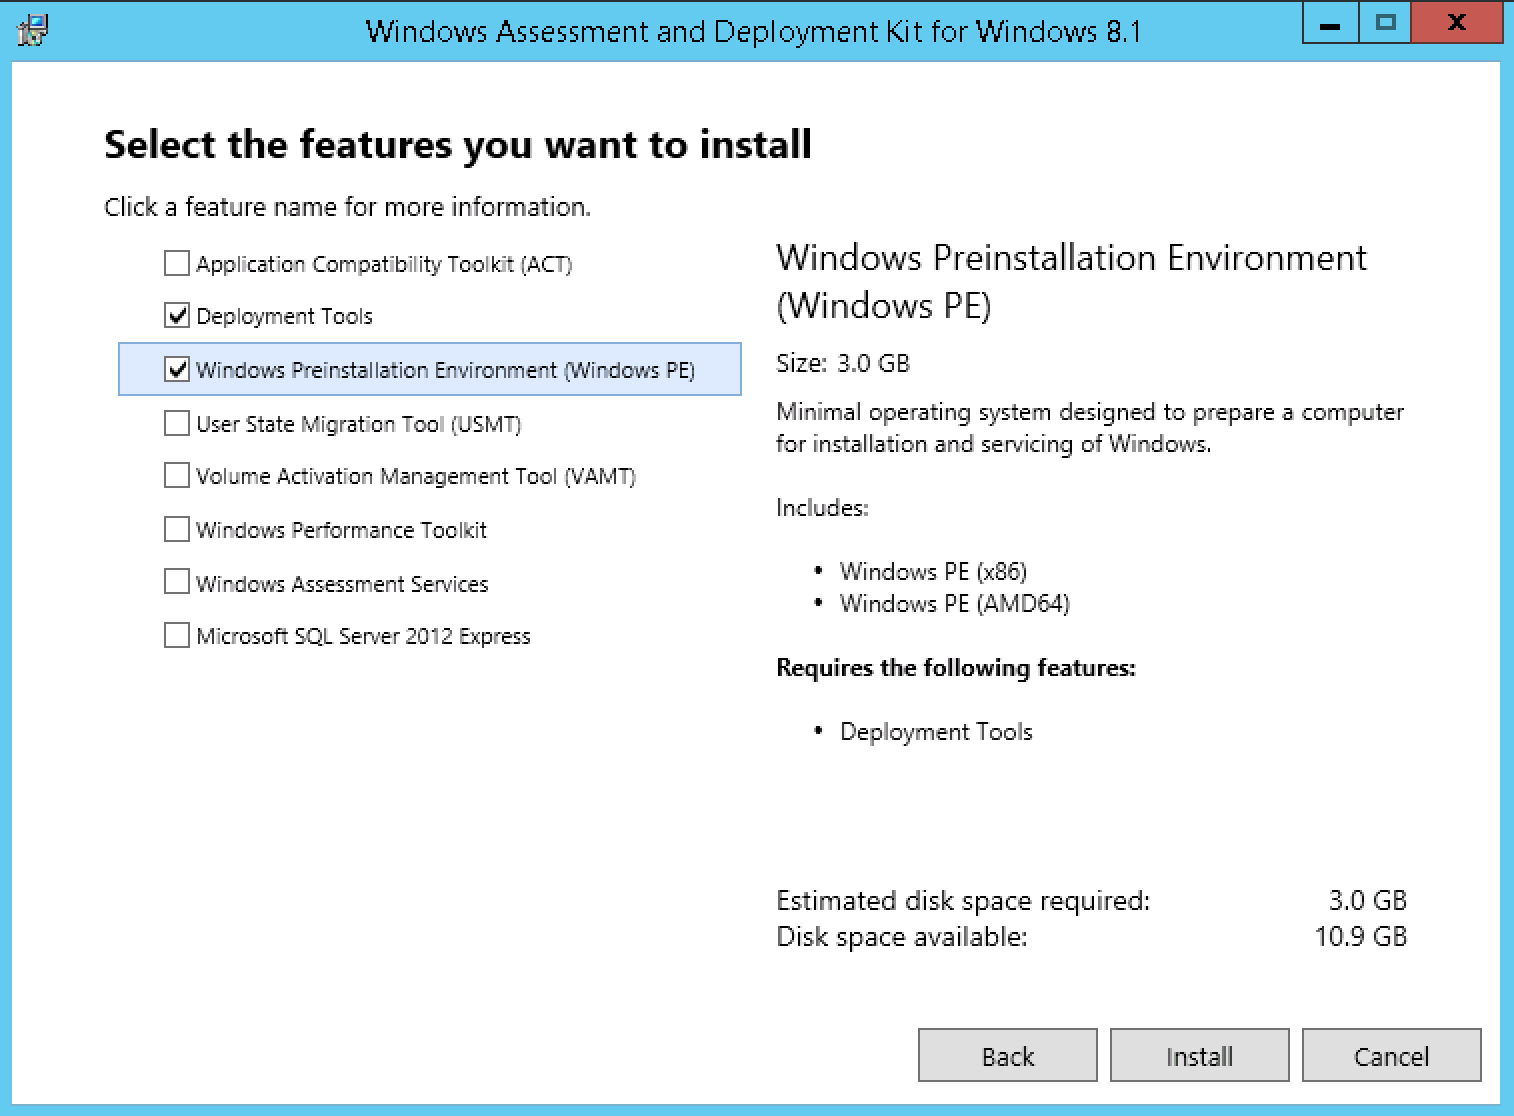 Windows Assessment and Deployment Kit for Windows 8.1
Select the features you want to install
Click a feature name for more information.
Application Compatibility Toolkit (ACT)
Deployment Tools
Windows Preinstallation Environment (Windows PE)
User State Migration Tool (USMT)
Volume Activation Management Tool (VAMT)
Windows Performance Toolkit
Windows Assessment Services
Microsoft SQL Server 2012 Express
Windows Preinstallation Environment
(Windows PE)
Size: 3.0 GB
Minimal operating system designed to prepare a computer
for installation and servicing of Windows.
Includes:
• Windows PE (x86)
• Windows PE (AMD64)
Requires the following features:
• Deployment Tools
Estimated disk space required: 3.0 GB
Disk space available: 10.9 GB
Back Install Cancel